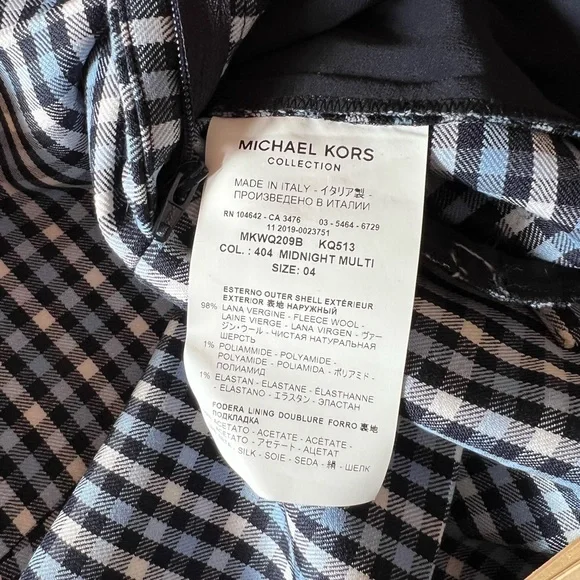 MICHAEL KORS
COLLECTION
MADE IN ITALY - イタリア製 -
ПРОИЗВЕДЕНО В ИТАЛИИ
RN 104642 - CA 3476 03 - 5464 - 6729
11 2019-0023751
MKWQ209B KQ513
COL. : 404 MIDNIGHT MULTI
SIZE: 04
ESTERNO OUTER SHELL EXTÉRIEUR
EXTERIOR 表地 НАРУЖНЫЙ
98% LANA VERGINE - FLEECE WOOL -
LAINE VIERGE - LANA VIRGEN - ヴァー
ジン・ウール - ЧИСТАЯ НАТУРАЛЬНАЯ
ШЕРСТЬ
1% POLIAMMIDE - POLYAMIDE -
POLYAMIDE - POLIAMIDA - ポリアミド -
ПОЛИАМИД
1% ELASTAN - ELASTANE - ÉLASTHANNE
- ELASTANO - エラスタン - ЭЛАСТАН
FODERA LINING DOUBLURE FORRO 裏地
ПОДКЛАДКА
ACETATO - ACETATE - ACÉTATE -
ACETATO - アセテート - АЦЕТАТ
SETA - SILK - SOIE - SEDA - 絹 - ШЕЛК